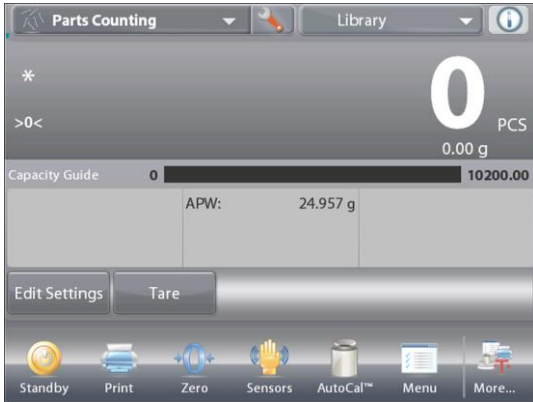 Parts Counting Library
*
0
>0< PCS
0.00 g
Capacity Guide 0 10200.00
APW: 24.957 g
Edit Settings Tare
Standby Print Zero Sensors AutoCal™ Menu More...